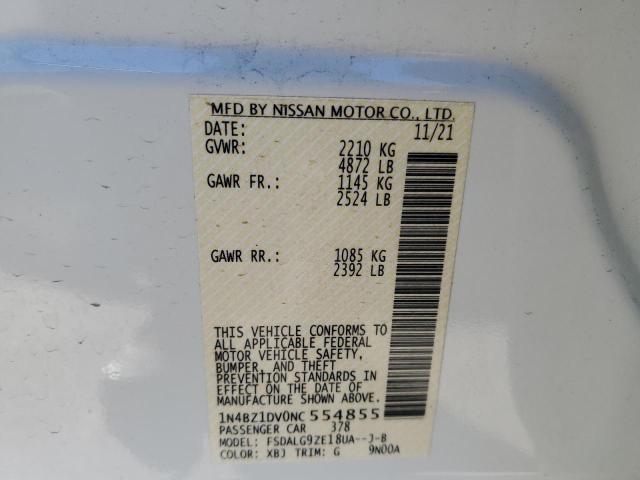 MFD BY NISSAN MOTOR CO., LTD.
DATE: 11/21
GVWR: 2210 KG
4872 LB
GAWR FR.: 1145 KG
2524 LB
GAWR RR.: 1085 KG
2392 LB
THIS VEHICLE CONFORMS TO
ALL APPLICABLE FEDERAL
MOTOR VEHICLE SAFETY,
BUMPER, AND THEFT
PREVENTION STANDARDS IN
EFFECT ON THE DATE OF
MANUFACTURE SHOWN ABOVE.
1N4BZ1DV0NC 554855
PASSENGER CAR 378
MODEL: FSDALG9ZE18UA--J-B
COLOR: XBJ TRIM: G 9N00A